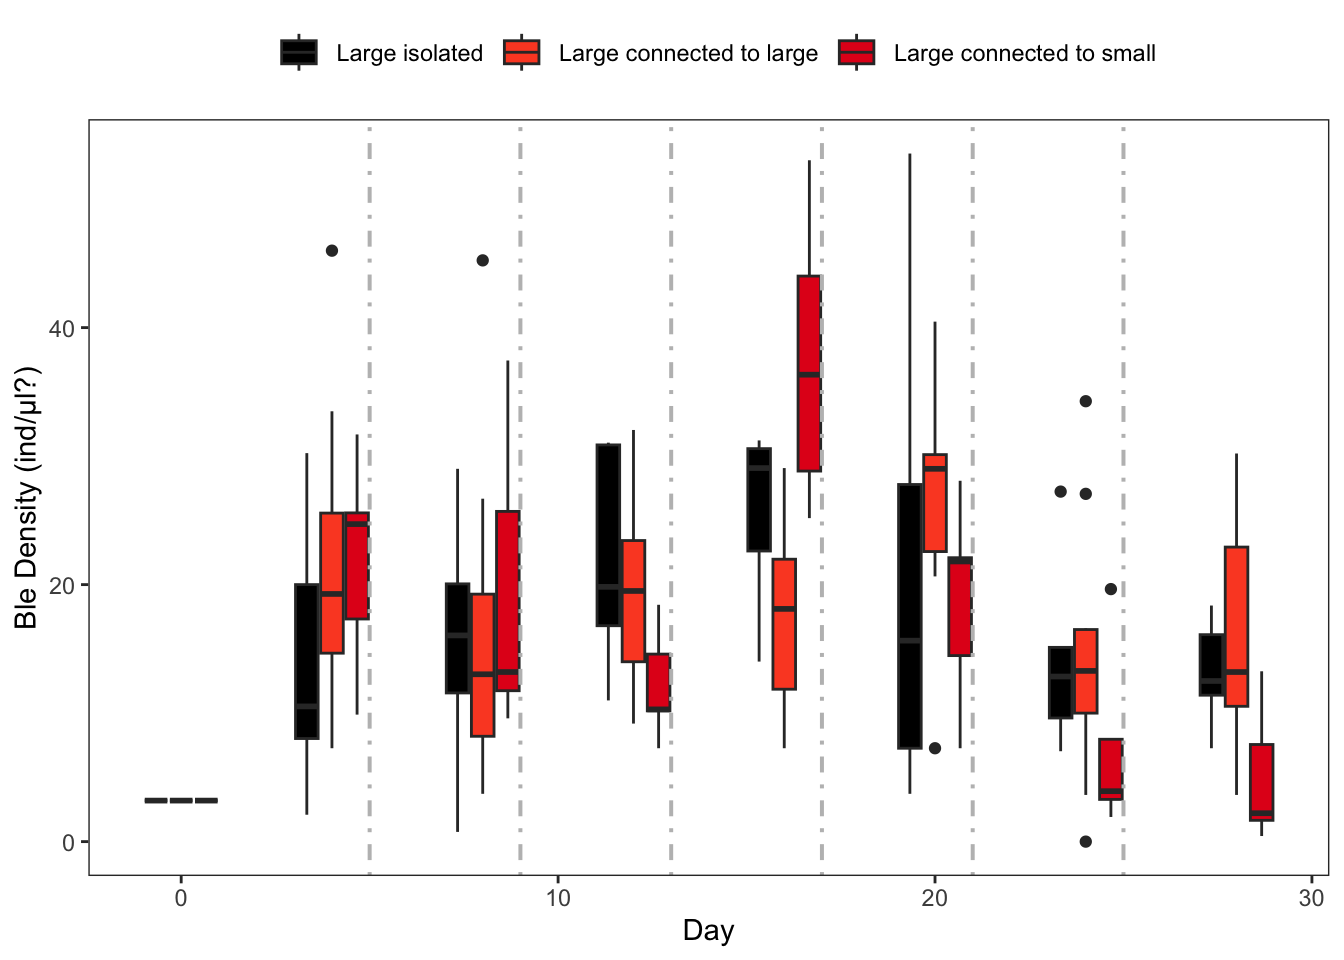 Large isolated Large connected to large Large connected to small
40
20
0
Ble Density (ind/µl?)
0 10 20 30
Day